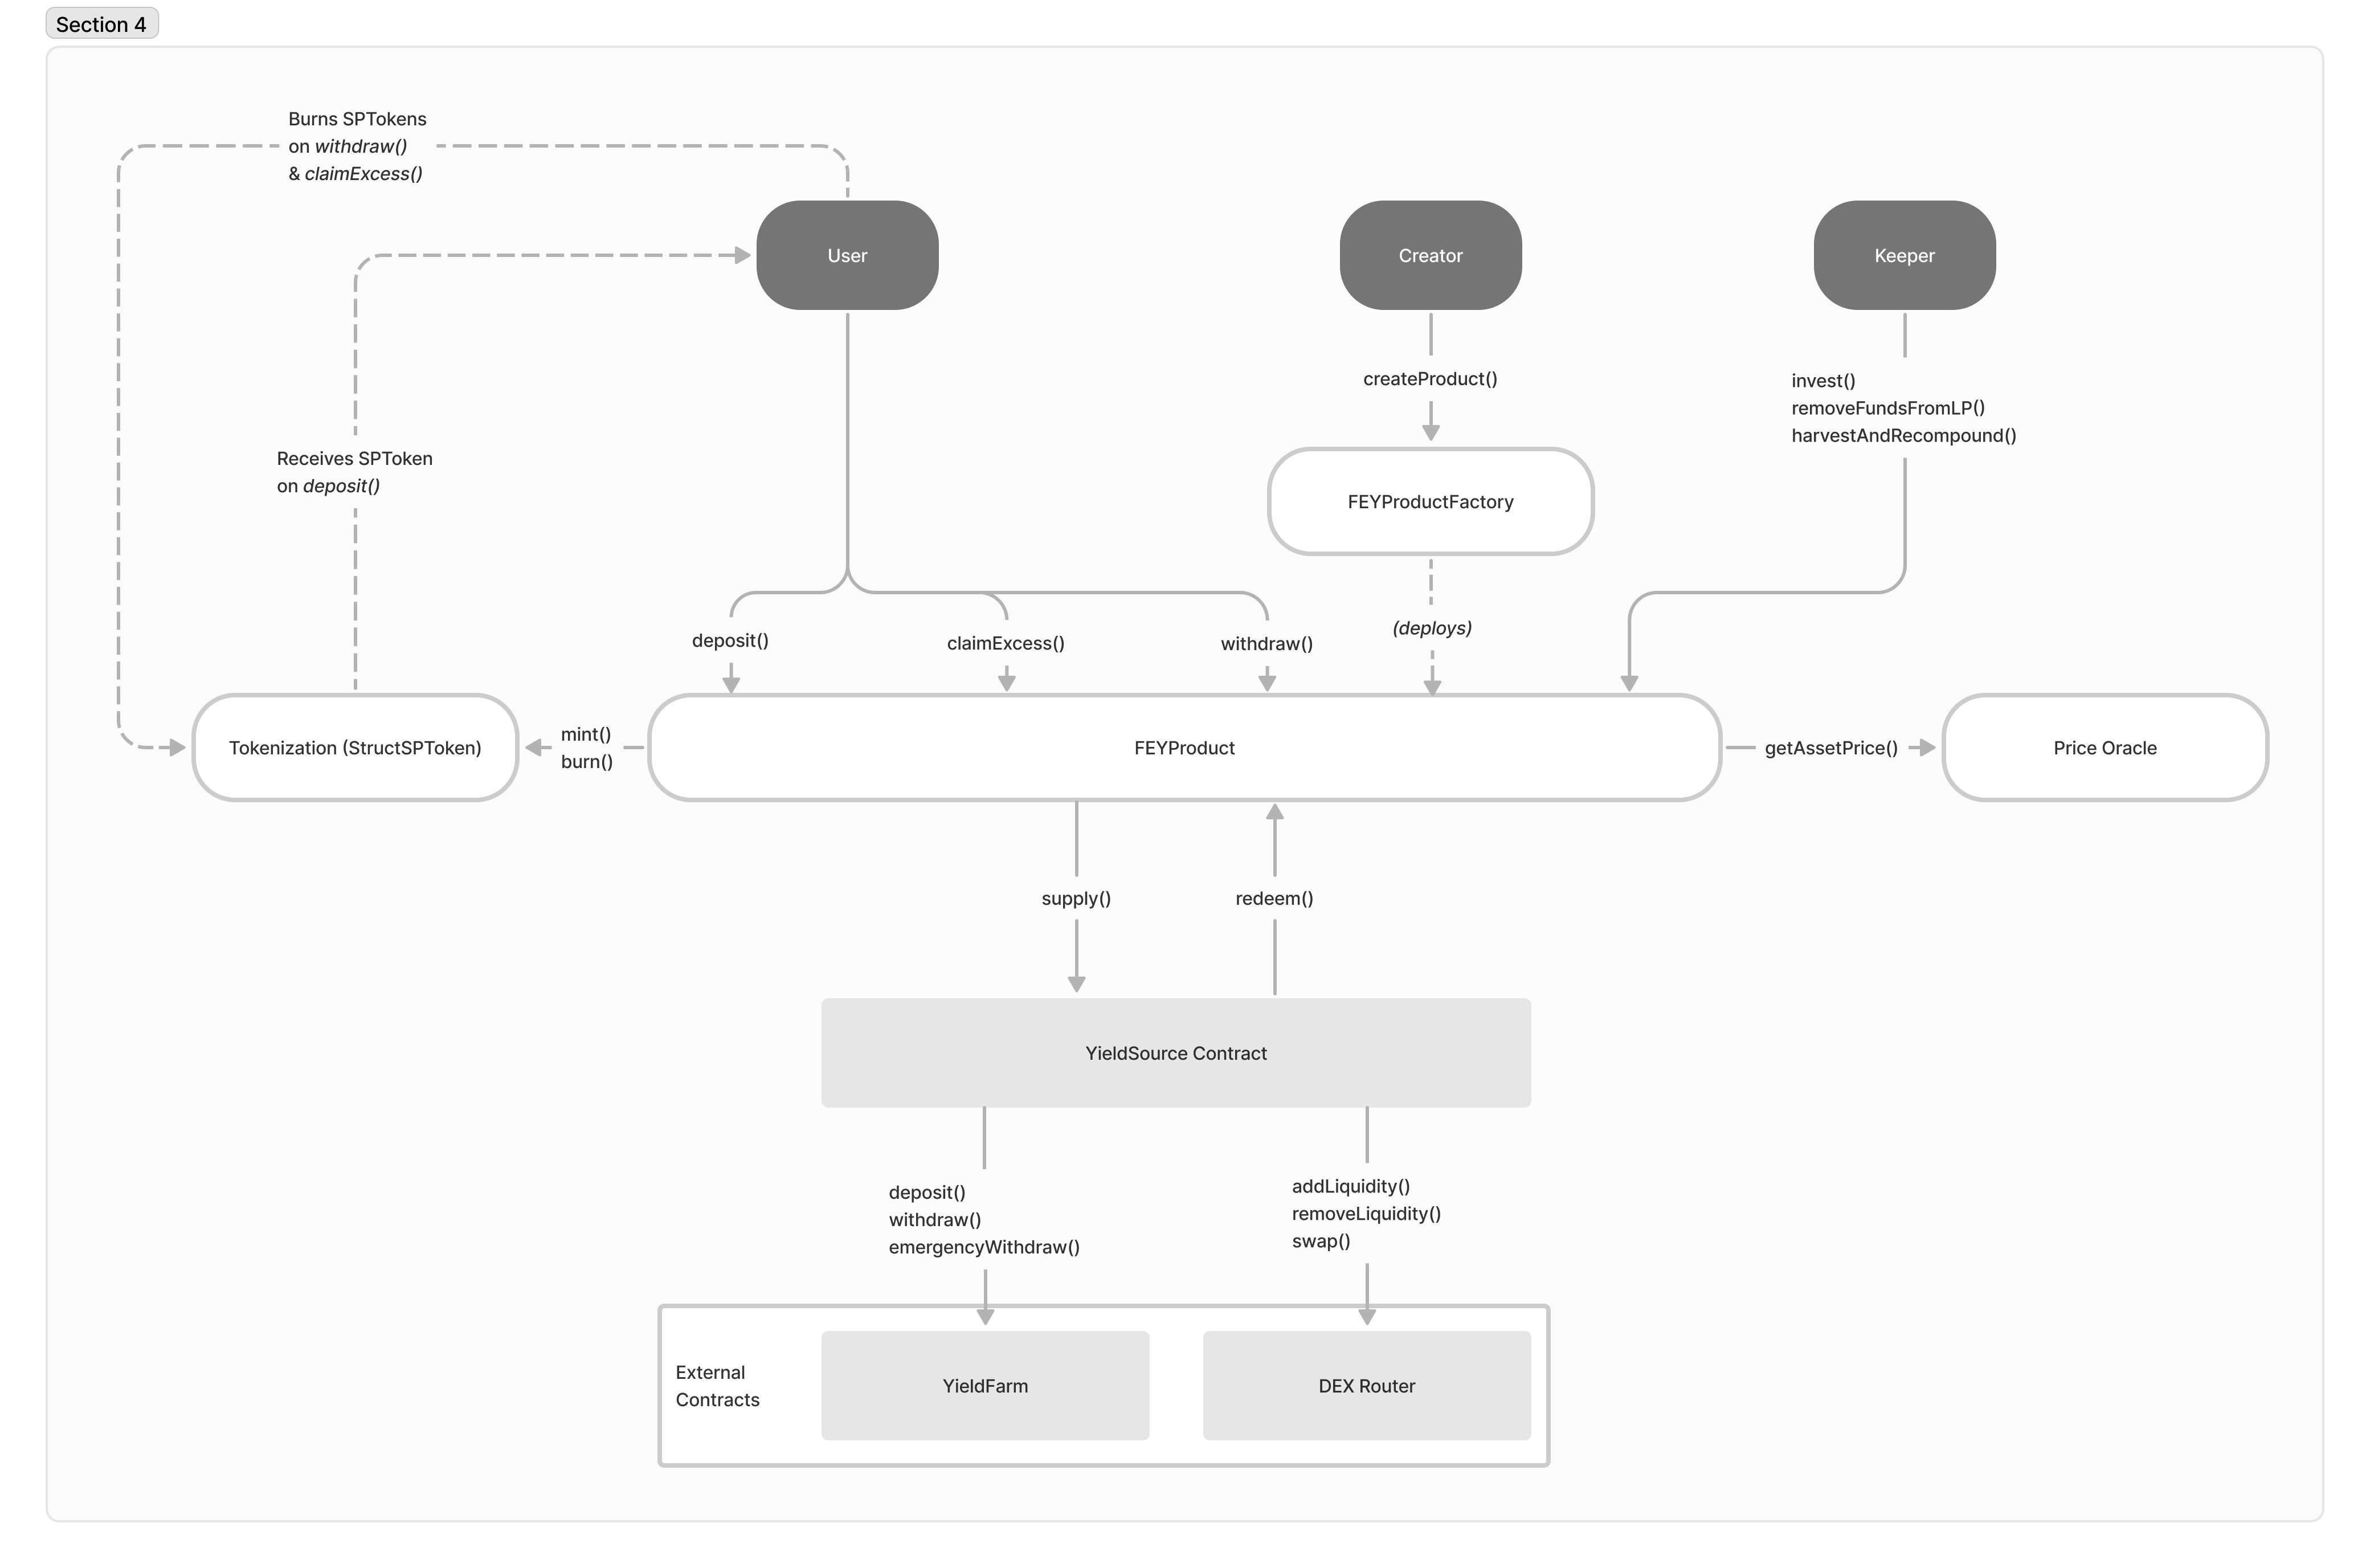 Section 4
Burns SPTokens
on withdraw()
& claimExcess()
User
Creator
Keeper
createProduct()
invest()
removeFundsFromLP()
harvestAndRecompound()
Receives SPToken
on deposit()
FEYProductFactory
(deploys)
deposit()
claimExcess()
withdraw()
Tokenization (StructSPToken)
mint()
burn()
FEYProduct
getAssetPrice()
Price Oracle
supply()
redeem()
YieldSource Contract
deposit()
withdraw()
emergencyWithdraw()
addLiquidity()
removeLiquidity()
swap()
External
Contracts
YieldFarm
DEX Router